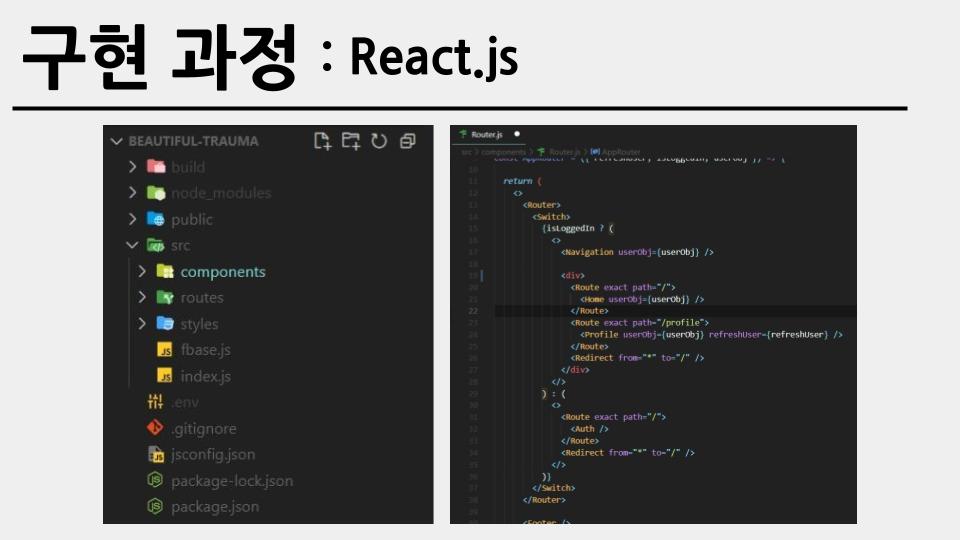 구현 과정 : React.js
BEAUTIFUL-TRAUMA
build
node_modules
public
src
components
routes
styles
fbase.js
index.js
.env
.gitignore
jsconfig.json
package-lock.json
package.json
Router.js
src > components > Router.js > AppRouter
const AppRouter = ({ refreshUser, isLoggedIn, userObj }) => {
10
11 return (
12 <>
13 <Router>
14 <Switch>
15 {isLoggedIn ? (
16 <>
17 <Navigation userObj={userObj} />
18
19 <div>
20 <Route exact path="/">
21 <Home userObj={userObj} />
22 </Route>
23 <Route exact path="/profile">
24 <Profile userObj={userObj} refreshUser={refreshUser} />
25 </Route>
26 <Redirect from="*" to="/" />
27 </div>
28 </>
29 ) : (
30 <>
31 <Route exact path="/">
32 <Auth />
33 </Route>
34 <Redirect from="*" to="/" />
35 </>
36 )}
37 </Switch>
38 </Router>
39
40 <Footer />